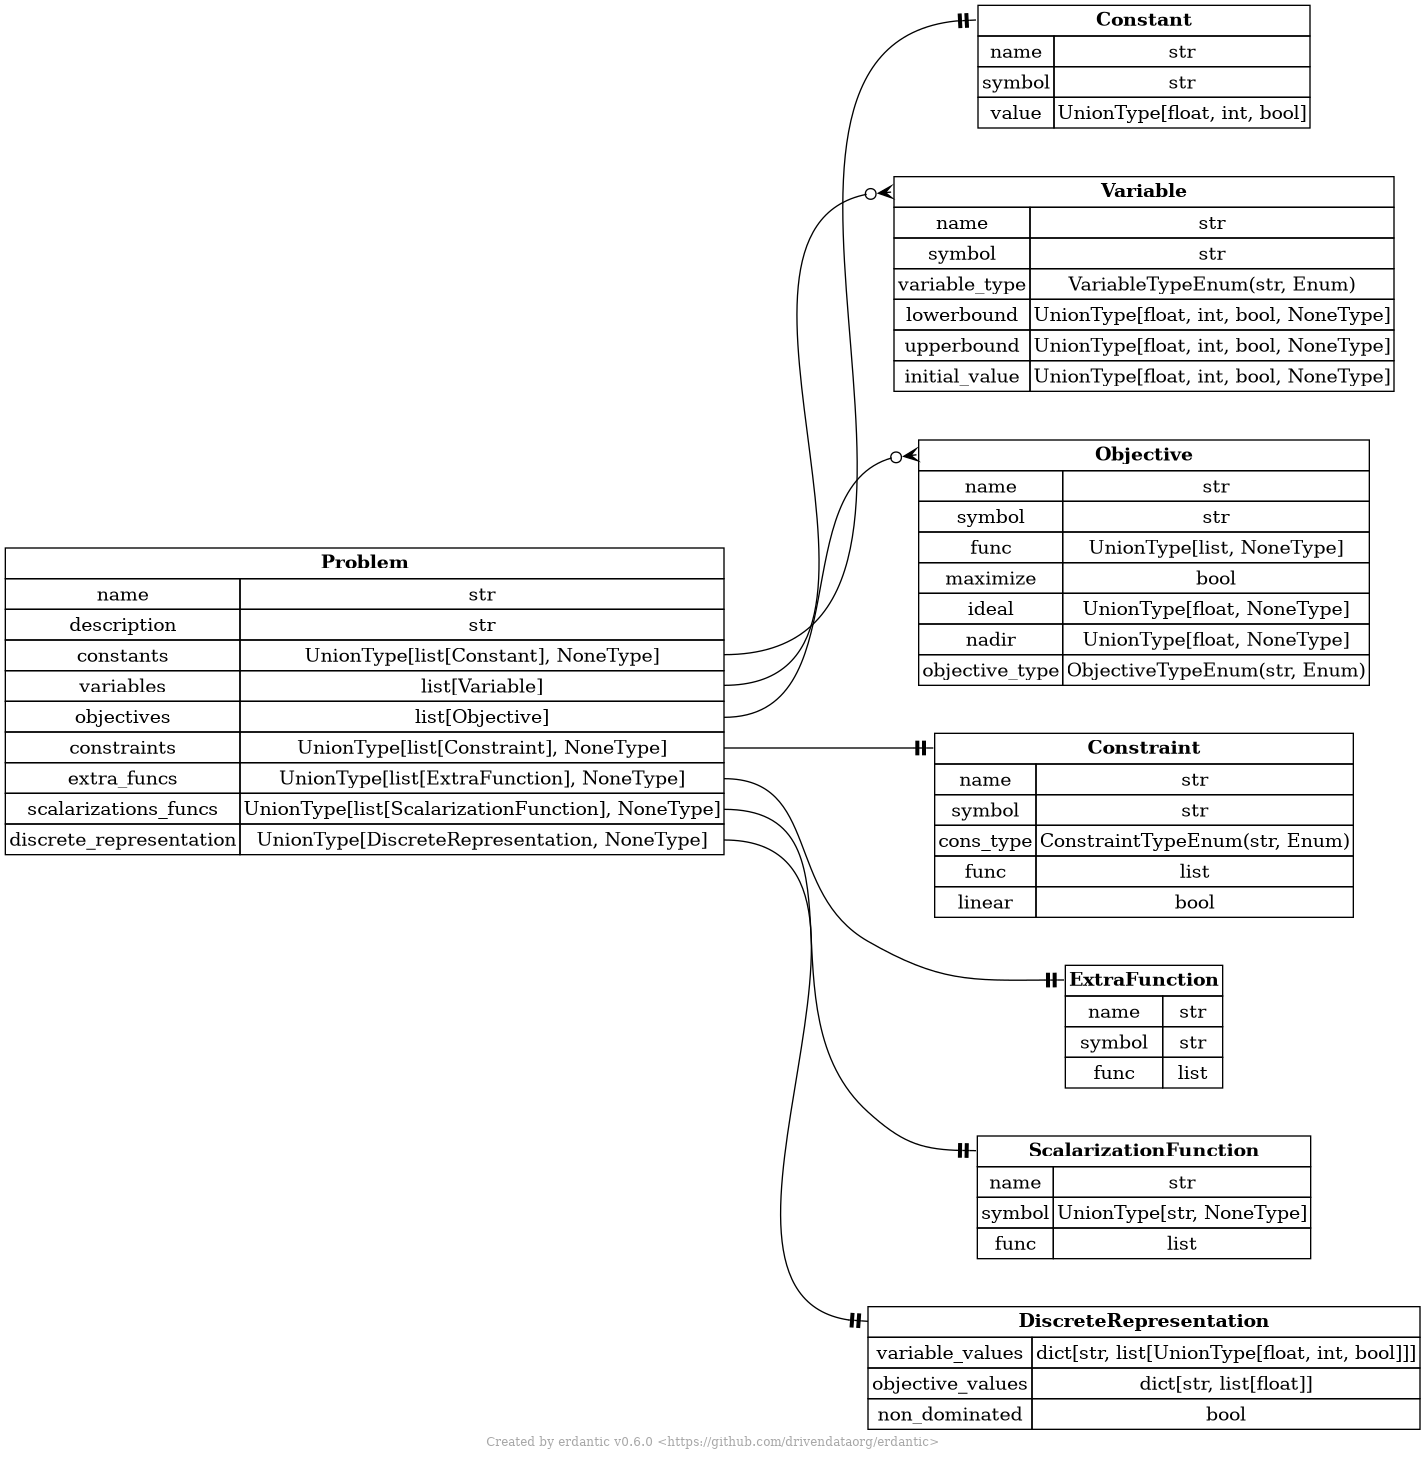 Constant
name str
symbol str
value UnionType[float, int, bool]
Variable
name str
symbol str
variable_type VariableTypeEnum(str, Enum)
lowerbound UnionType[float, int, bool, NoneType]
upperbound UnionType[float, int, bool, NoneType]
initial_value UnionType[float, int, bool, NoneType]
Objective
name str
symbol str
func UnionType[list, NoneType]
maximize bool
ideal UnionType[float, NoneType]
nadir UnionType[float, NoneType]
objective_type ObjectiveTypeEnum(str, Enum)
Problem
name str
description str
constants UnionType[list[Constant], NoneType]
variables list[Variable]
objectives list[Objective]
constraints UnionType[list[Constraint], NoneType]
extra_funcs UnionType[list[ExtraFunction], NoneType]
scalarizations_funcs UnionType[list[ScalarizationFunction], NoneType]
discrete_representation UnionType[DiscreteRepresentation, NoneType]
Constraint
name str
symbol str
cons_type ConstraintTypeEnum(str, Enum)
func list
linear bool
ExtraFunction
name str
symbol str
func list
ScalarizationFunction
name str
symbol UnionType[str, NoneType]
func list
DiscreteRepresentation
variable_values dict[str, list[UnionType[float, int, bool]]]
objective_values dict[str, list[float]]
non_dominated bool
Created by erdantic v0.6.0 <https://github.com/drivendataorg/erdantic>